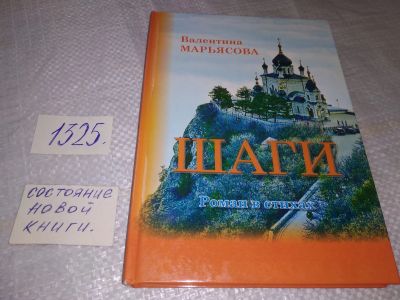 Валентина
МАРЬЯСОВА
ШАГИ
Роман в стихах
1325.
СОСТОЯНИЕ
НОВОЙ
КНИГИ.